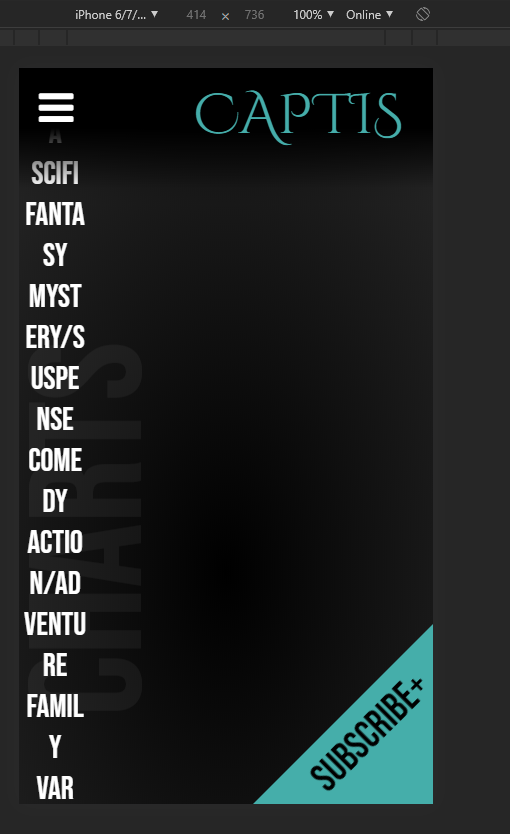 iPhone 6/7/... ▼ 414 × 736 100% ▼ Online ▼
CAPTIS
A
SCIFI
FANTA
SY
MYST
ERY/S
USPE
NSE
COME
DY
ACTIO
N/AD
VENTU
RE
FAMIL
Y
VAR
CHARTS
SUBSCRIBE+